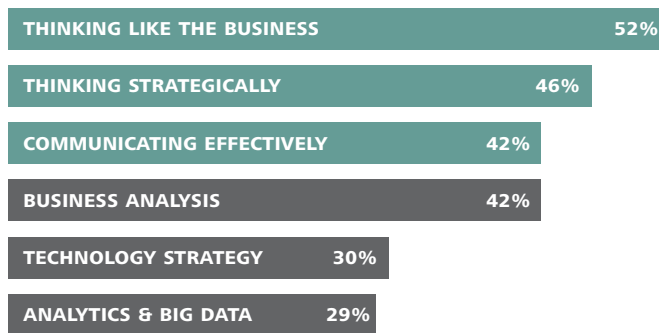 THINKING LIKE THE BUSINESS 52%
THINKING STRATEGICALLY 46%
COMMUNICATING EFFECTIVELY 42%
BUSINESS ANALYSIS 42%
TECHNOLOGY STRATEGY 30%
ANALYTICS & BIG DATA 29%